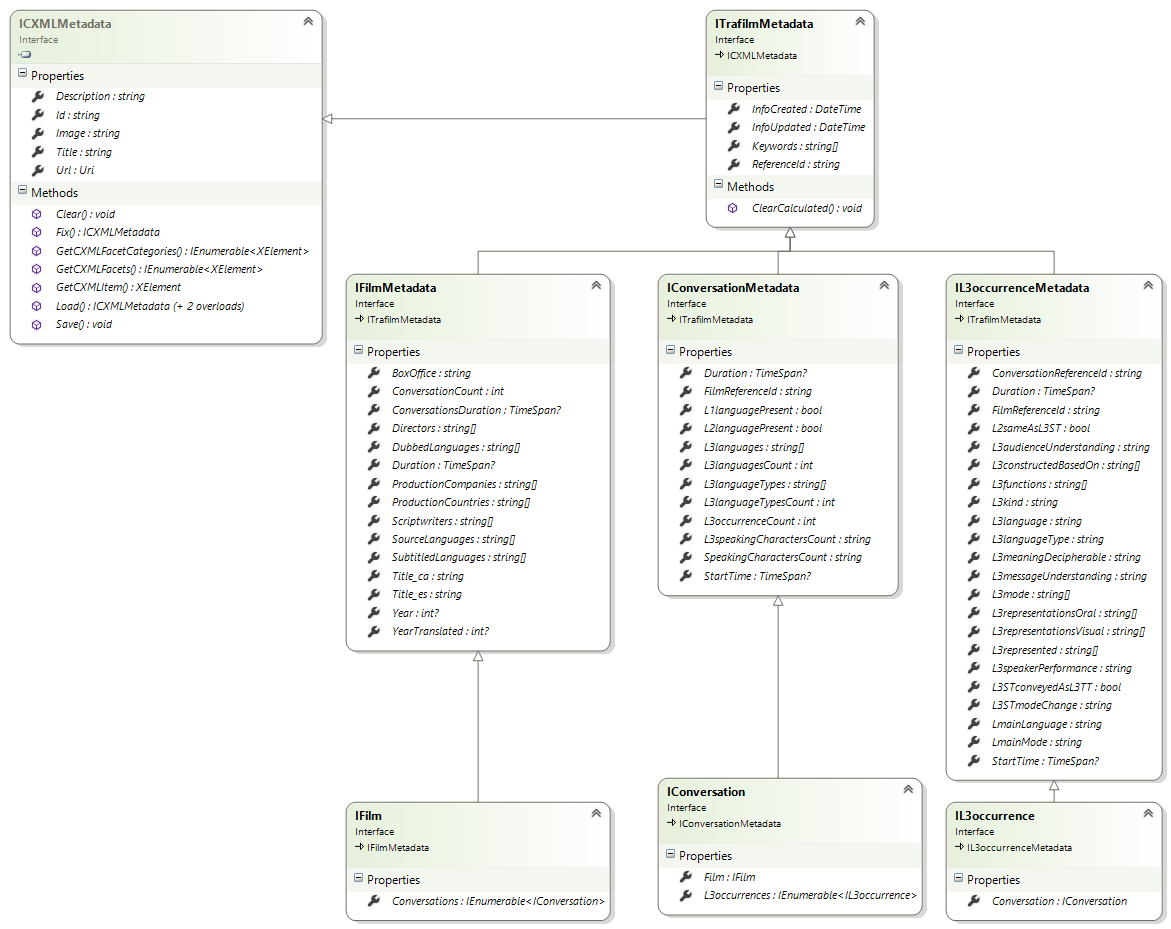 ICXMLMetadata
Interface
Properties
Description : string
Id : string
Image : string
Title : string
Url : Uri
Methods
Clear() : void
Fix() : ICXMLMetadata
GetCXMLFacetCategories() : IEnumerable<XElement>
GetCXMLFacets() : IEnumerable<XElement>
GetCXMLItem() : XElement
Load() : ICXMLMetadata (+ 2 overloads)
Save() : void
ITrafilmMetadata
Interface
ICXMLMetadata
Properties
InfoCreated : DateTime
InfoUpdated : DateTime
Keywords : string[]
ReferenceId : string
Methods
ClearCalculated() : void
IFilmMetadata
Interface
ITrafilmMetadata
Properties
BoxOffice : string
ConversationCount : int
ConversationsDuration : TimeSpan?
Directors : string[]
DubbedLanguages : string[]
Duration : TimeSpan?
ProductionCompanies : string[]
ProductionCountries : string[]
Scriptwriters : string[]
SourceLanguages : string[]
SubtitledLanguages : string[]
Title_ca : string
Title_es : string
Year : int?
YearTranslated : int?
IConversationMetadata
Interface
ITrafilmMetadata
Properties
Duration : TimeSpan?
FilmReferenceId : string
L1languagePresent : bool
L2languagePresent : bool
L3languages : string[]
L3languagesCount : int
L3languageTypes : string[]
L3languageTypesCount : int
L3occurrenceCount : int
L3speakingCharactersCount : string
SpeakingCharactersCount : string
StartTime : TimeSpan?
IL3occurrenceMetadata
Interface
ITrafilmMetadata
Properties
ConversationReferenceId : string
Duration : TimeSpan?
FilmReferenceId : string
L2sameAsL3ST : bool
L3audienceUnderstanding : string
L3constructedBasedOn : string[]
L3functions : string[]
L3kind : string
L3language : string
L3languageType : string
L3meaningDecipherable : string
L3messageUnderstanding : string
L3mode : string[]
L3representationsOral : string[]
L3representationsVisual : string[]
L3represented : string[]
L3speakerPerformance : string
L3STconveyedAsL3TT : bool
L3STmodeChange : string
LmainLanguage : string
LmainMode : string
StartTime : TimeSpan?
IFilm
Interface
IFilmMetadata
Properties
Conversations : IEnumerable<IConversation>
IConversation
Interface
IConversationMetadata
Properties
Film : IFilm
L3occurrences : IEnumerable<IL3occurrence>
IL3occurrence
Interface
IL3occurrenceMetadata
Properties
Conversation : IConversation